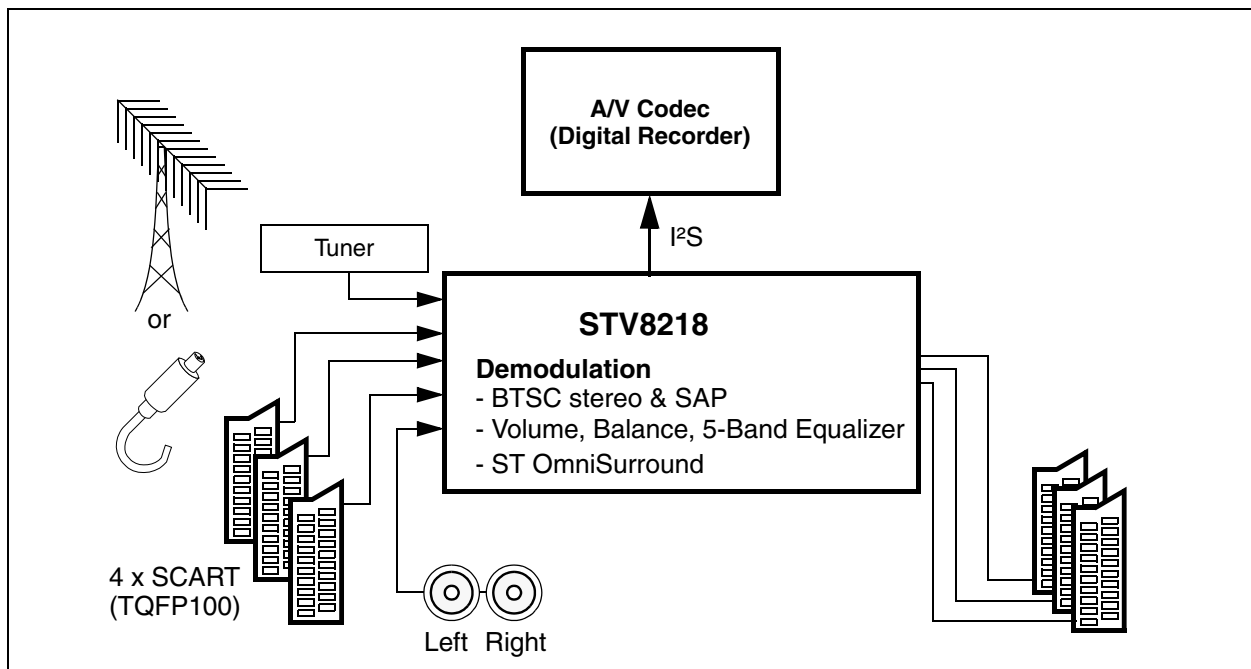 A/V Codec
(Digital Recorder)
I²S
Tuner
or
STV8218
Demodulation
- BTSC stereo & SAP
- Volume, Balance, 5-Band Equalizer
- ST OmniSurround
4 x SCART
(TQFP100)
Left Right